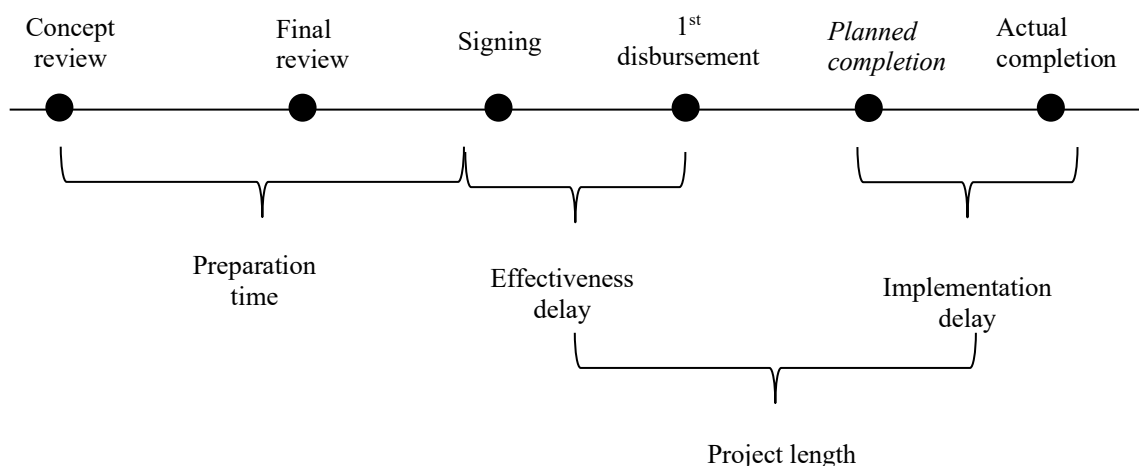 Concept
review
Final
review
Signing
1st
disbursement
Planned
completion
Actual
completion
Preparation
time
Effectiveness
delay
Implementation
delay
Project length